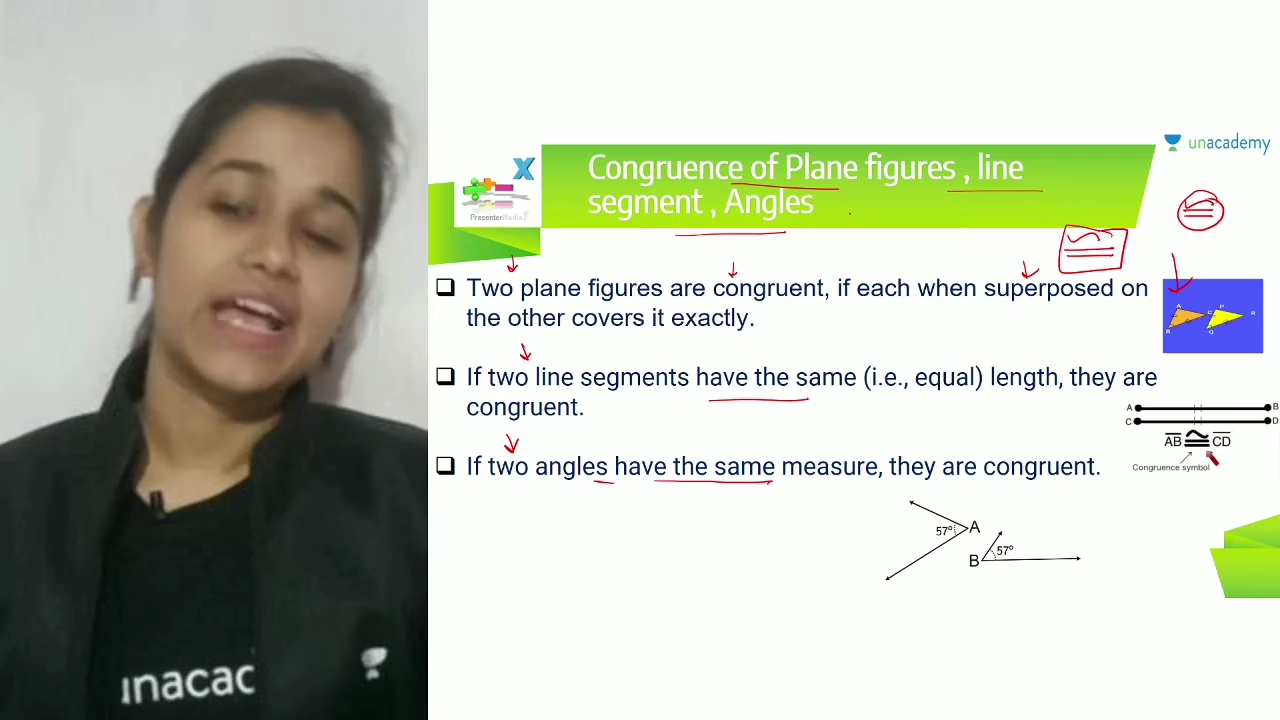 unacademy
Congruence of Plane figures , line
segment , Angles
X
PresenterMedia
≅
≅
❑ Two plane figures are congruent, if each when superposed on
the other covers it exactly.
A
B
C
P
Q
R
❑ If two line segments have the same (i.e., equal) length, they are
congruent.
A B
C D
AB ≅ CD
Congruence symbol
❑ If two angles have the same measure, they are congruent.
57° A
B 57°
unacac